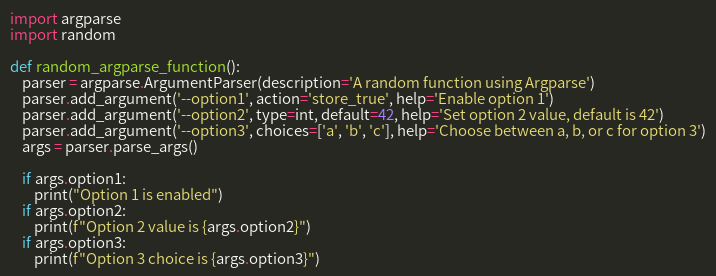 import argparse
import random

def random_argparse_function():
    parser = argparse.ArgumentParser(description='A random function using Argparse')
    parser.add_argument('--option1', action='store_true', help='Enable option 1')
    parser.add_argument('--option2', type=int, default=42, help='Set option 2 value, default is 42')
    parser.add_argument('--option3', choices=['a', 'b', 'c'], help='Choose between a, b, or c for option 3')
    args = parser.parse_args()

    if args.option1:
        print("Option 1 is enabled")
    if args.option2:
        print(f"Option 2 value is {args.option2}")
    if args.option3:
        print(f"Option 3 choice is {args.option3}")